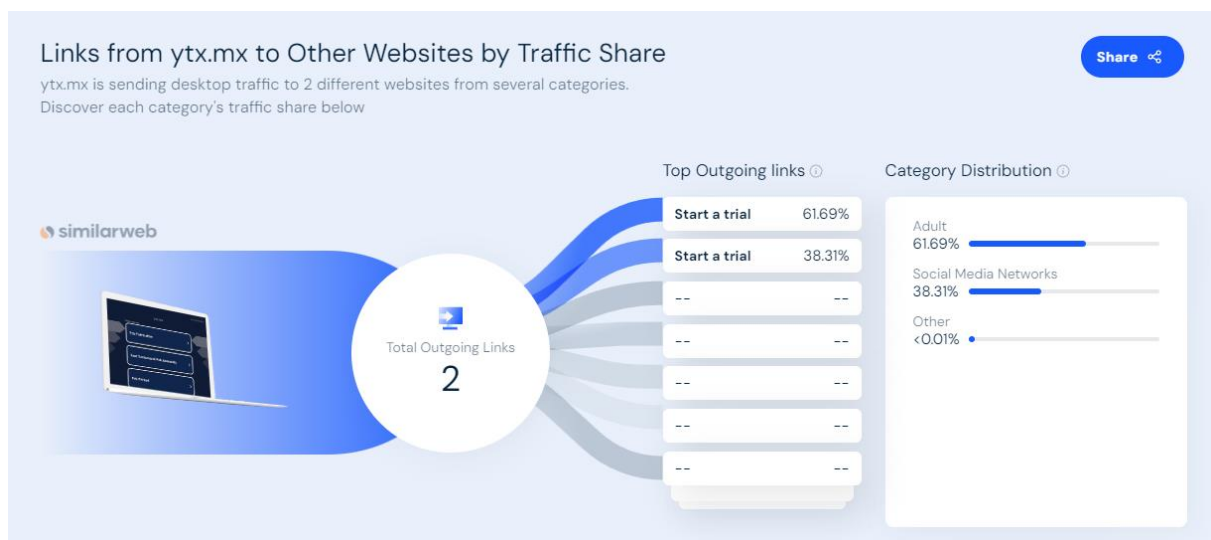 Links from ytx.mx to Other Websites by Traffic Share
Share
ytx.mx is sending desktop traffic to 2 different websites from several categories.
Discover each category's traffic share below
similarweb
Total Outgoing Links
2
Top Outgoing links
Start a trial 61.69%
Start a trial 38.31%
-- --
-- --
-- --
-- --
-- --
Category Distribution
Adult
61.69%
Social Media Networks
38.31%
Other
<0.01%